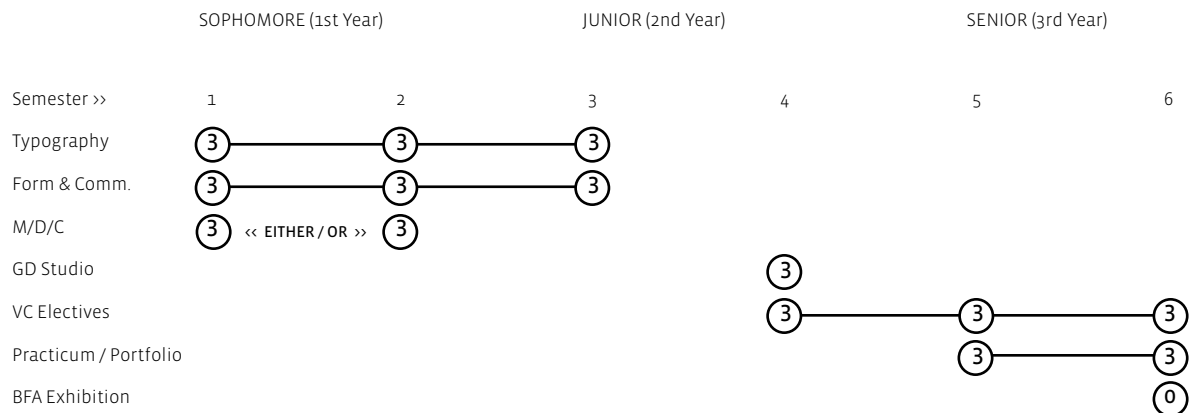 SOPHOMORE (1st Year) JUNIOR (2nd Year) SENIOR (3rd Year)
Semester >> 1 2 3 4 5 6
Typography 3 3 3
Form & Comm. 3 3 3
M/D/C 3 << EITHER / OR >> 3
GD Studio 3
VC Electives 3 3 3
Practicum / Portfolio 3 3
BFA Exhibition 0